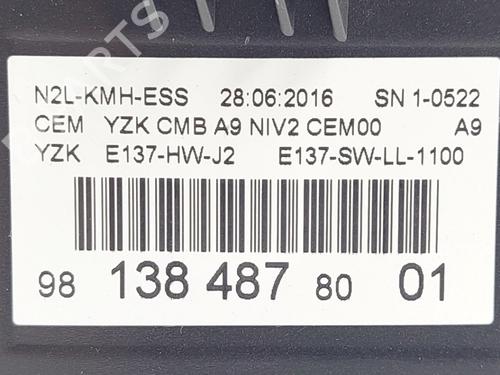 PARTS
N2L-KMH-ESS 28:06:2016 SN 1-0522
CEM YZK CMB A9 NIV2 CEM00 A9
YZK E137-HW-J2 E137-SW-LL-1100
98 138 487 80 01